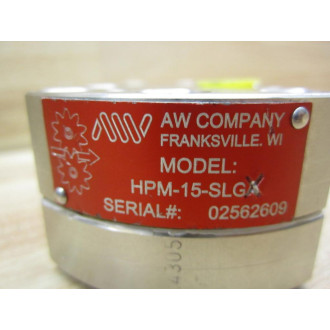 AW COMPANY
FRANKSVILLE. WI
MODEL:
HPM-15-SLG
SERIAL#: 02562609
4305